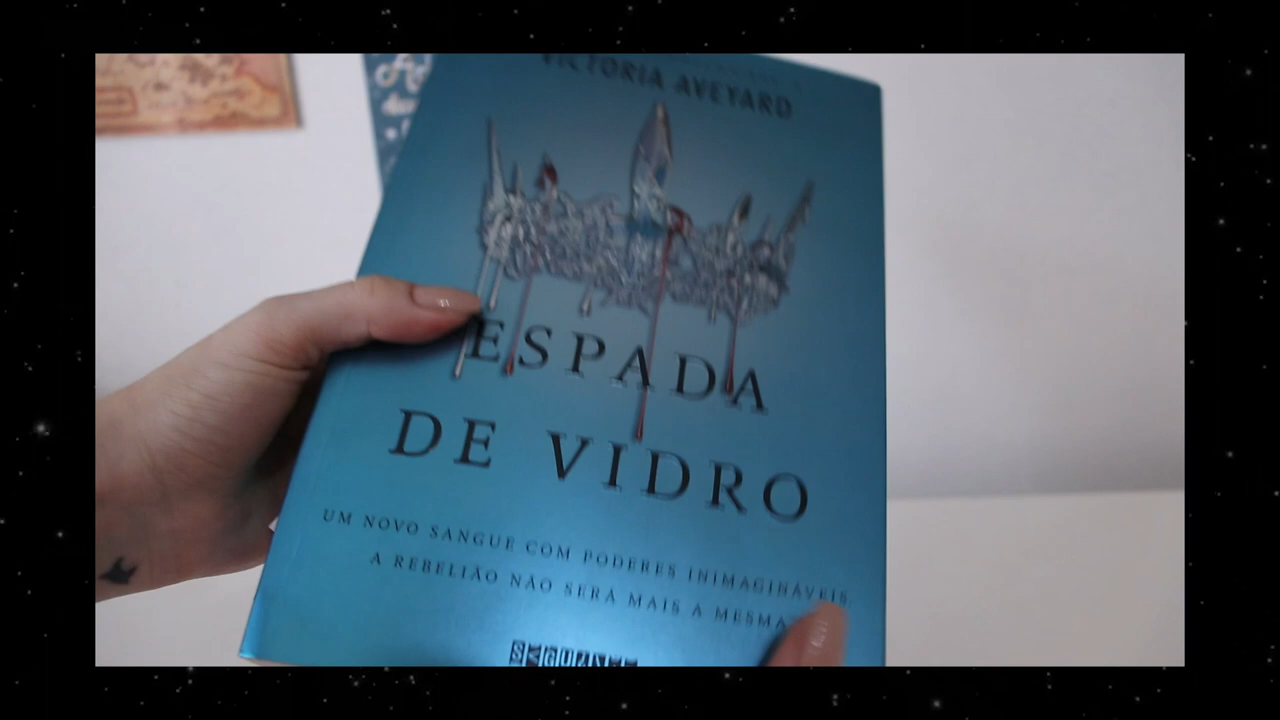 VICTORIA AVEYARD
ESPADA
DE VIDRO
UM NOVO SANGUE COM PODERES INIMAGINÁVEIS
A REBELIÃO NÃO SERÁ MAIS A MESMA